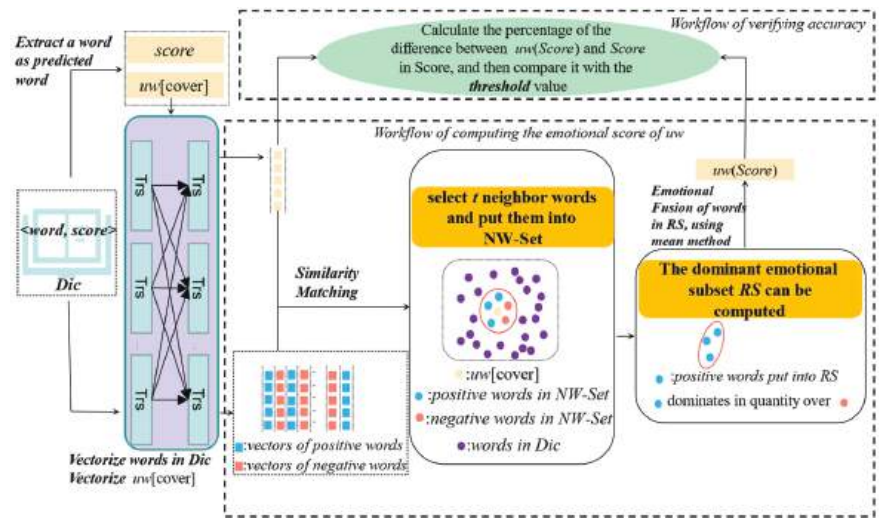 Extract a word
as predicted
word
score
uw[cover]
Calculate the percentage of the
difference between uw(Score) and Score
in Score, and then compare it with the
threshold value
Workflow of verifying accuracy
Workflow of computing the emotional score of uw
<word, score>
Dic
Trs
Trs
Trs
Trs
Trs
Trs
Vectorize words in Dic
Vectorize uw[cover]
Similarity
Matching
:vectors of positive words
:vectors of negative words
select t neighbor words
and put them into
NW-Set
:uw[cover]
:positive words in NW-Set
:negative words in NW-Set
:words in Dic
uw(Score)
Emotional
Fusion of words
in RS, using
mean method
The dominant emotional
subset RS can be
computed
:positive words put into RS
dominates in quantity over